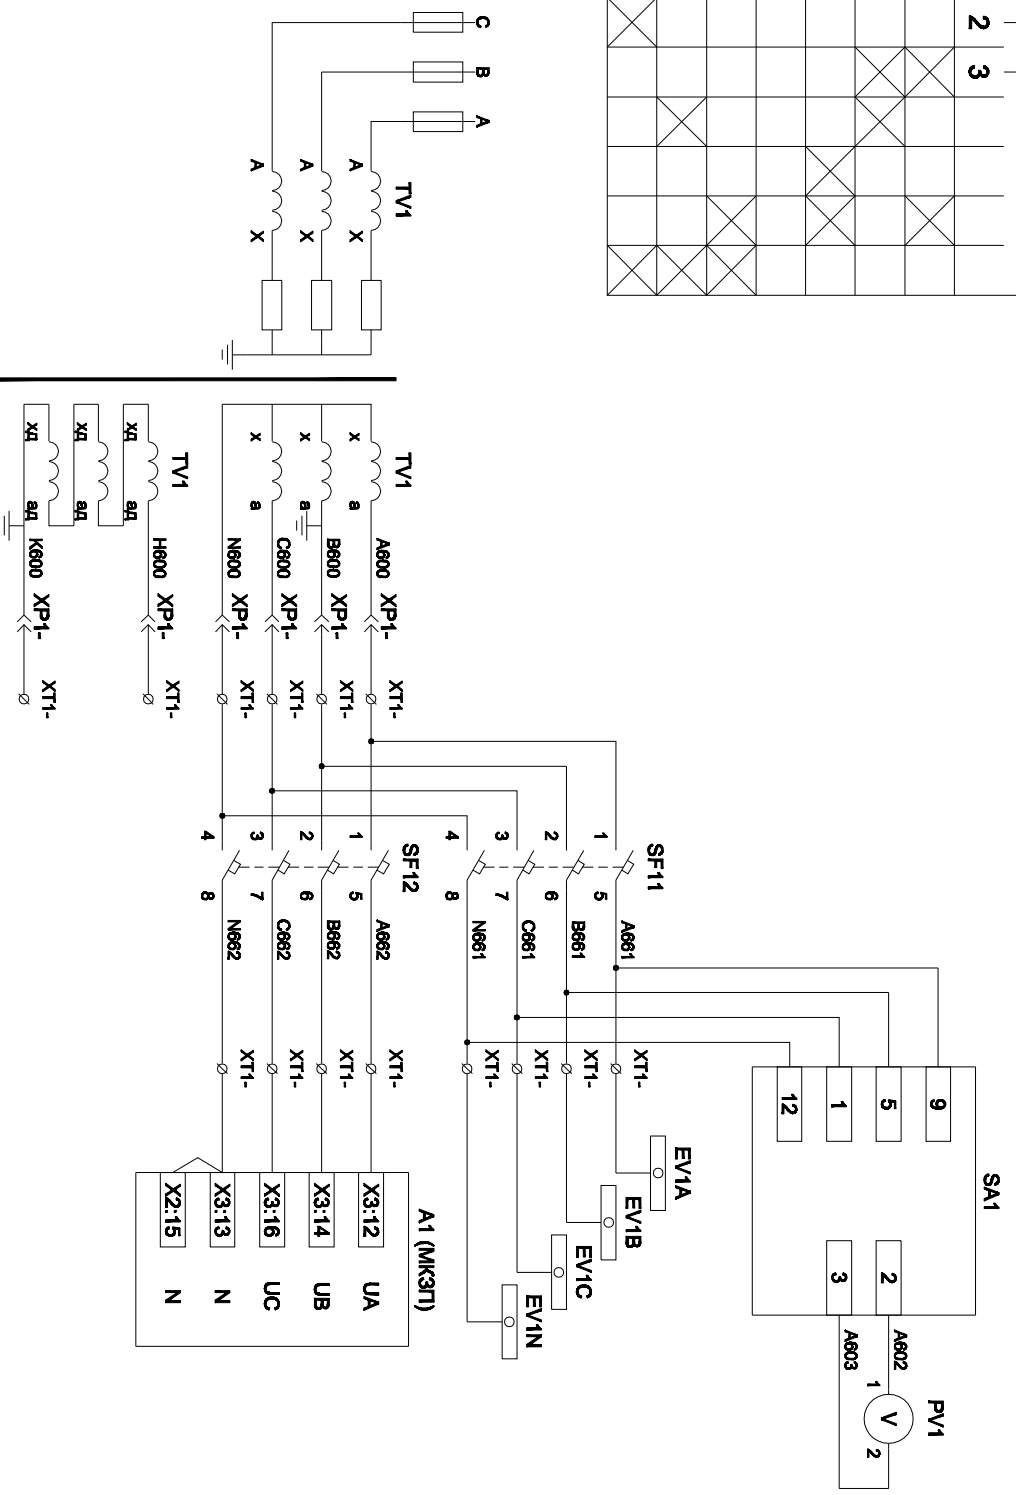 SA1
2
3
9
PV1
A602
5
2
V
1
2
A603
1
3
12
EV1A
SF11
XT1-
EV1B
1
5
A661
XT1-
EV1C
2
6
B661
XT1-
EV1N
3
7
C661
XT1-
4
8
N661
C
B
A
TV1
A X
A X
A X
TV1
SF12
A1 (МКЗП)
x a
A600
XP1-
XT1-
1
5
A662
XT1-
X3:12
UA
x a
B600
XP1-
XT1-
2
6
B662
XT1-
X3:14
UB
x a
C600
XP1-
XT1-
3
7
C662
XT1-
X3:16
UC
N600
XP1-
XT1-
4
8
N662
XT1-
X3:13
N
X2:15
N
TV1
хд ад
H600
XP1-
XT1-
хд ад
хд ад
K600
XP1-
XT1-